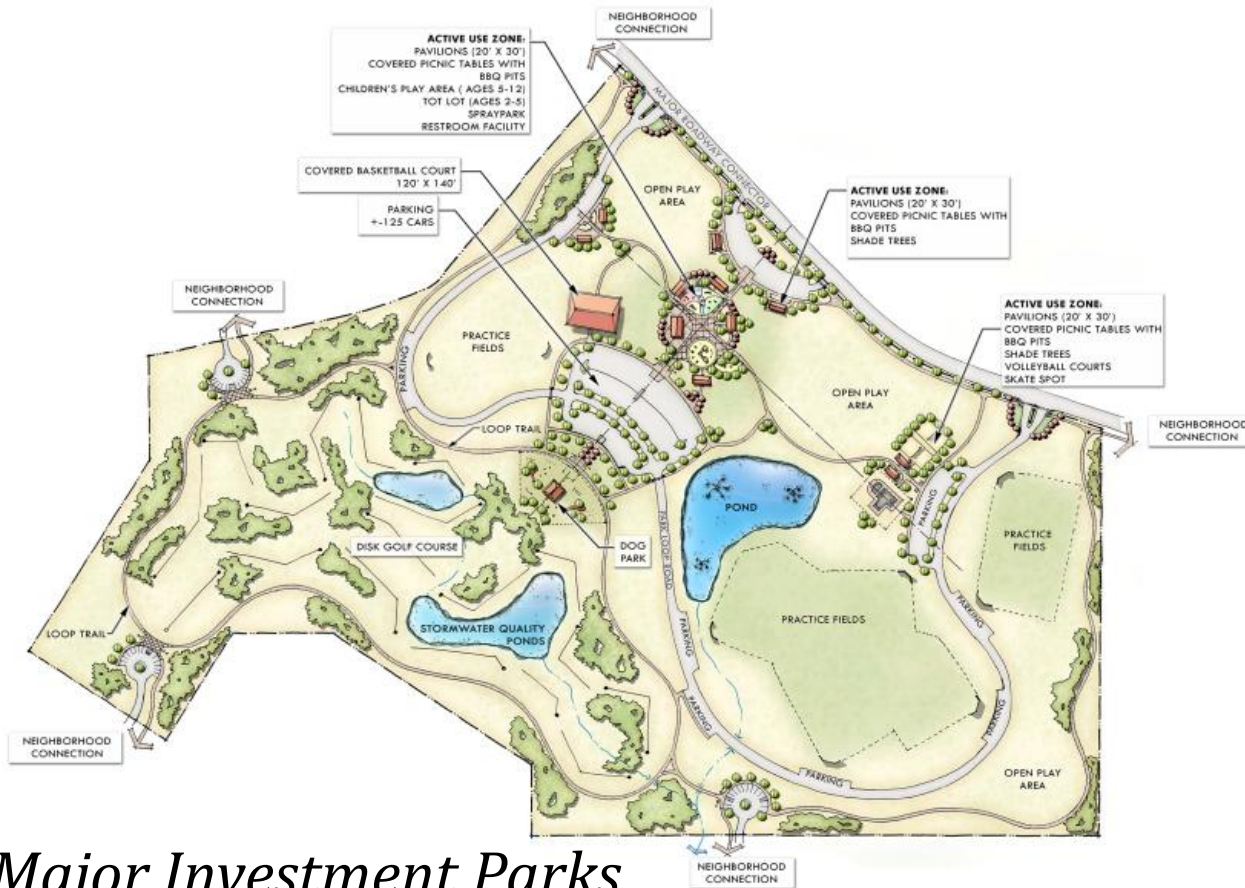 NEIGHBORHOOD
CONNECTION
ACTIVE USE ZONE:
PAVILIONS (20' X 30')
COVERED PICNIC TABLES WITH
BBQ PITS
CHILDREN'S PLAY AREA ( AGES 5-12)
TOT LOT (AGES 2-5)
SPRAYPARK
RESTROOM FACILITY
MAJOR ROADWAY CONNECTOR
COVERED BASKETBALL COURT
120' X 140'
PARKING
+-125 CARS
OPEN PLAY
AREA
ACTIVE USE ZONE:
PAVILIONS (20' X 30')
COVERED PICNIC TABLES WITH
BBQ PITS
SHADE TREES
NEIGHBORHOOD
CONNECTION
ACTIVE USE ZONE:
PAVILIONS (20' X 30')
COVERED PICNIC TABLES WITH
BBQ PITS
SHADE TREES
VOLLEYBALL COURTS
SKATE SPOT
PRACTICE
FIELDS
PARKING
OPEN PLAY
AREA
NEIGHBORHOOD
CONNECTION
LOOP TRAIL
POND
PARKING
PRACTICE
FIELDS
DISK GOLF COURSE
DOG
PARK
PARK LOOP ROAD
PARKING
PRACTICE FIELDS
LOOP TRAIL
STORMWATER QUALITY
PONDS
PARKING
PARKING
PARKING
NEIGHBORHOOD
CONNECTION
PARKING
OPEN PLAY
AREA
NEIGHBORHOOD
CONNECTION
Major Investment Parks